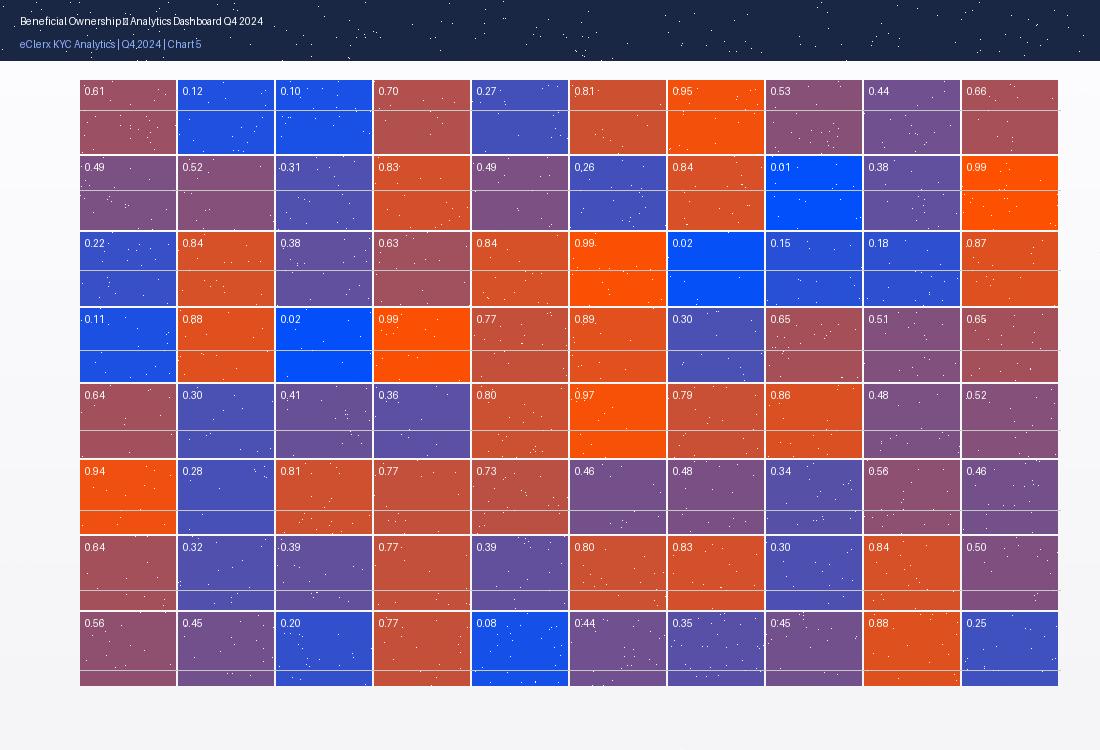 Beneficial Ownership▯ Analytics Dashboard Q4 2024
eClerx KYC Analytics | Q4 2024 | Chart 5
0.61 0.12 0.10 0.70 0.27 0.81 0.95 0.53 0.44 0.66
0.49 0.52 0.31 0.83 0.49 0.26 0.84 0.01 0.38 0.99
0.22 0.84 0.38 0.63 0.84 0.99 0.02 0.15 0.18 0.87
0.11 0.88 0.02 0.99 0.77 0.89 0.30 0.65 0.51 0.65
0.64 0.30 0.41 0.36 0.80 0.97 0.79 0.86 0.48 0.52
0.94 0.28 0.81 0.77 0.73 0.46 0.48 0.34 0.56 0.46
0.64 0.32 0.39 0.77 0.39 0.80 0.83 0.30 0.84 0.50
0.56 0.45 0.20 0.77 0.08 0.44 0.35 0.45 0.88 0.25